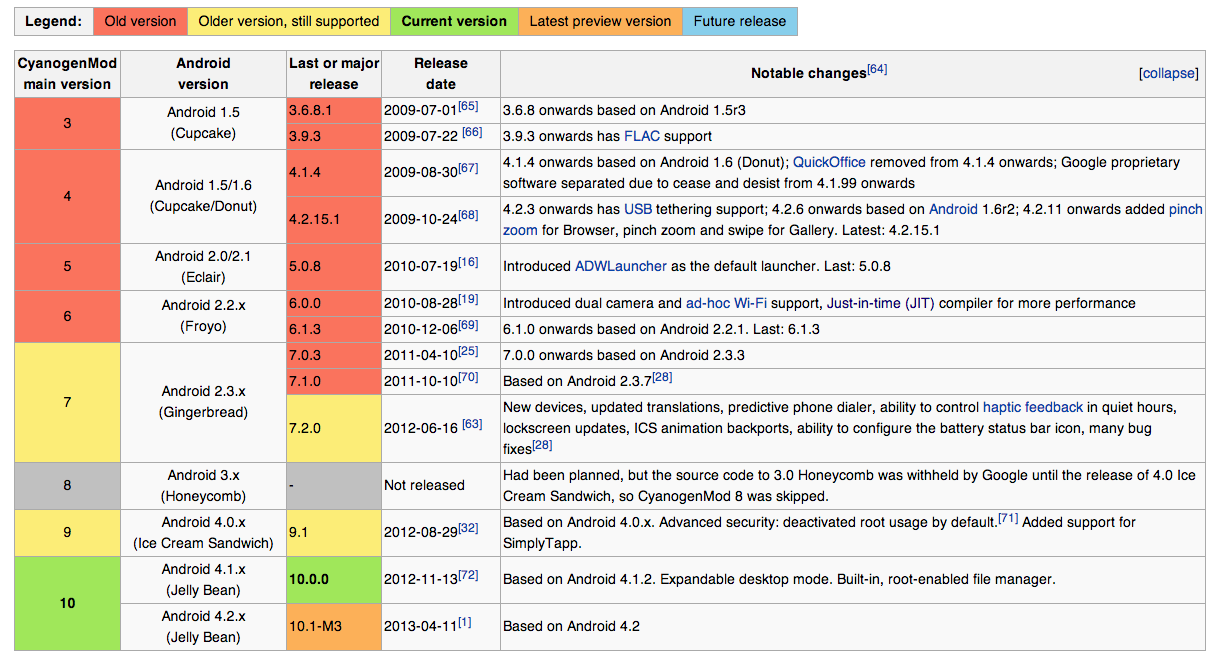 Legend: Old version Older version, still supported Current version Latest preview version Future release
CyanogenMod main version Android version Last or major release Release date Notable changes[64] [collapse]
3 Android 1.5 (Cupcake) 3.6.8.1 2009-07-01[65] 3.6.8 onwards based on Android 1.5r3
3.9.3 2009-07-22 [66] 3.9.3 onwards has FLAC support
4 Android 1.5/1.6 (Cupcake/Donut) 4.1.4 2009-08-30[67] 4.1.4 onwards based on Android 1.6 (Donut); QuickOffice removed from 4.1.4 onwards; Google proprietary
software separated due to cease and desist from 4.1.99 onwards
4.2.15.1 2009-10-24[68] 4.2.3 onwards has USB tethering support; 4.2.6 onwards based on Android 1.6r2; 4.2.11 onwards added pinch
zoom for Browser, pinch zoom and swipe for Gallery. Latest: 4.2.15.1
5 Android 2.0/2.1 (Eclair) 5.0.8 2010-07-19[16] Introduced ADWLauncher as the default launcher. Last: 5.0.8
6 Android 2.2.x (Froyo) 6.0.0 2010-08-28[19] Introduced dual camera and ad-hoc Wi-Fi support, Just-in-time (JIT) compiler for more performance
6.1.3 2010-12-06[69] 6.1.0 onwards based on Android 2.2.1. Last: 6.1.3
7 Android 2.3.x (Gingerbread) 7.0.3 2011-04-10[25] 7.0.0 onwards based on Android 2.3.3
7.1.0 2011-10-10[70] Based on Android 2.3.7[28]
7.2.0 2012-06-16 [63] New devices, updated translations, predictive phone dialer, ability to control haptic feedback in quiet hours,
lockscreen updates, ICS animation backports, ability to configure the battery status bar icon, many bug
fixes[28]
8 Android 3.x (Honeycomb) - Not released Had been planned, but the source code to 3.0 Honeycomb was withheld by Google until the release of 4.0 Ice
Cream Sandwich, so CyanogenMod 8 was skipped.
9 Android 4.0.x (Ice Cream Sandwich) 9.1 2012-08-29[32] Based on Android 4.0.x. Advanced security: deactivated root usage by default.[71] Added support for
SimplyTapp.
10 Android 4.1.x (Jelly Bean) 10.0.0 2012-11-13[72] Based on Android 4.1.2. Expandable desktop mode. Built-in, root-enabled file manager.
Android 4.2.x (Jelly Bean) 10.1-M3 2013-04-11[1] Based on Android 4.2